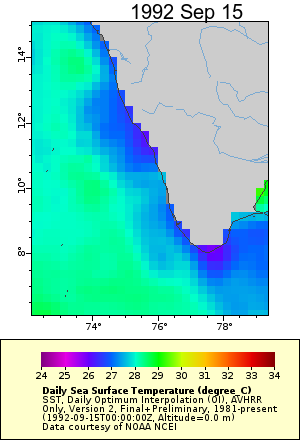 1992 Sep 15
14°
12°
10°
8°
74°
76°
78°
24 25 26 27 28 29 30 31 32 33 34
Daily Sea Surface Temperature (degree_C)
SST, Daily Optimum Interpolation (OI), AVHRR
Only, Version 2, Final+Preliminary, 1981-present
(1992-09-15T00:00:00Z, Altitude=0.0 m)
Data courtesy of NOAA NCEI